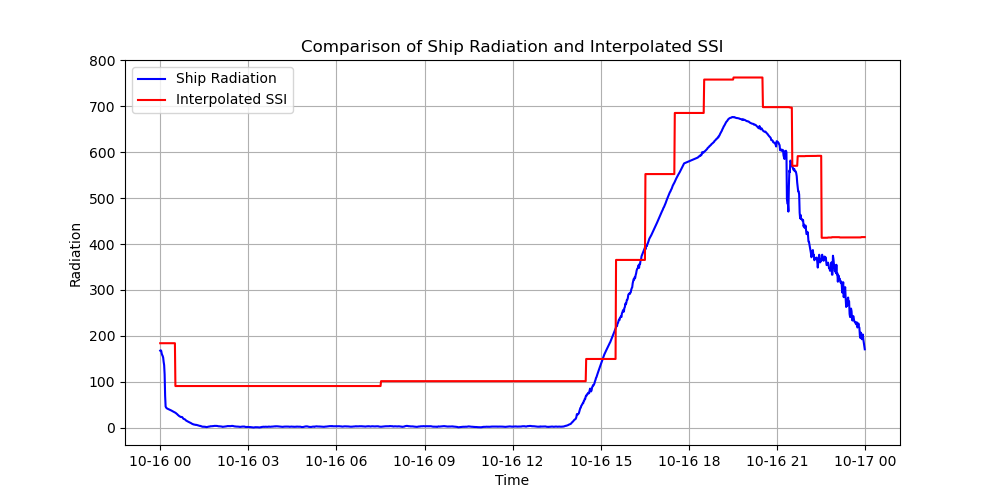 Comparison of Ship Radiation and Interpolated SSI
Ship Radiation
Interpolated SSI
Radiation
800
700
600
500
400
300
200
100
0
10-16 00 10-16 03 10-16 06 10-16 09 10-16 12 10-16 15 10-16 18 10-16 21 10-17 00
Time